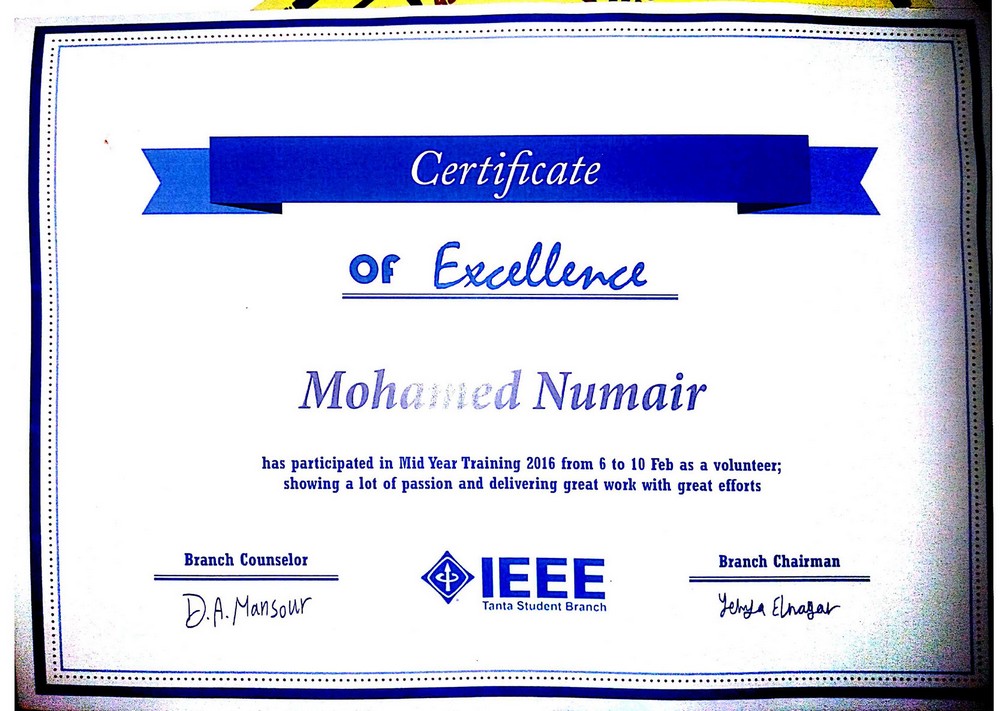 Certificate
OF Excellence
Mohamed Numair
has participated in Mid Year Training 2016 from 6 to 10 Feb as a volunteer;
showing a lot of passion and delivering great work with great efforts
Branch Counselor
D.A. Mansour
IEEE
Tanta Student Branch
Branch Chairman
Yehya Elnagar